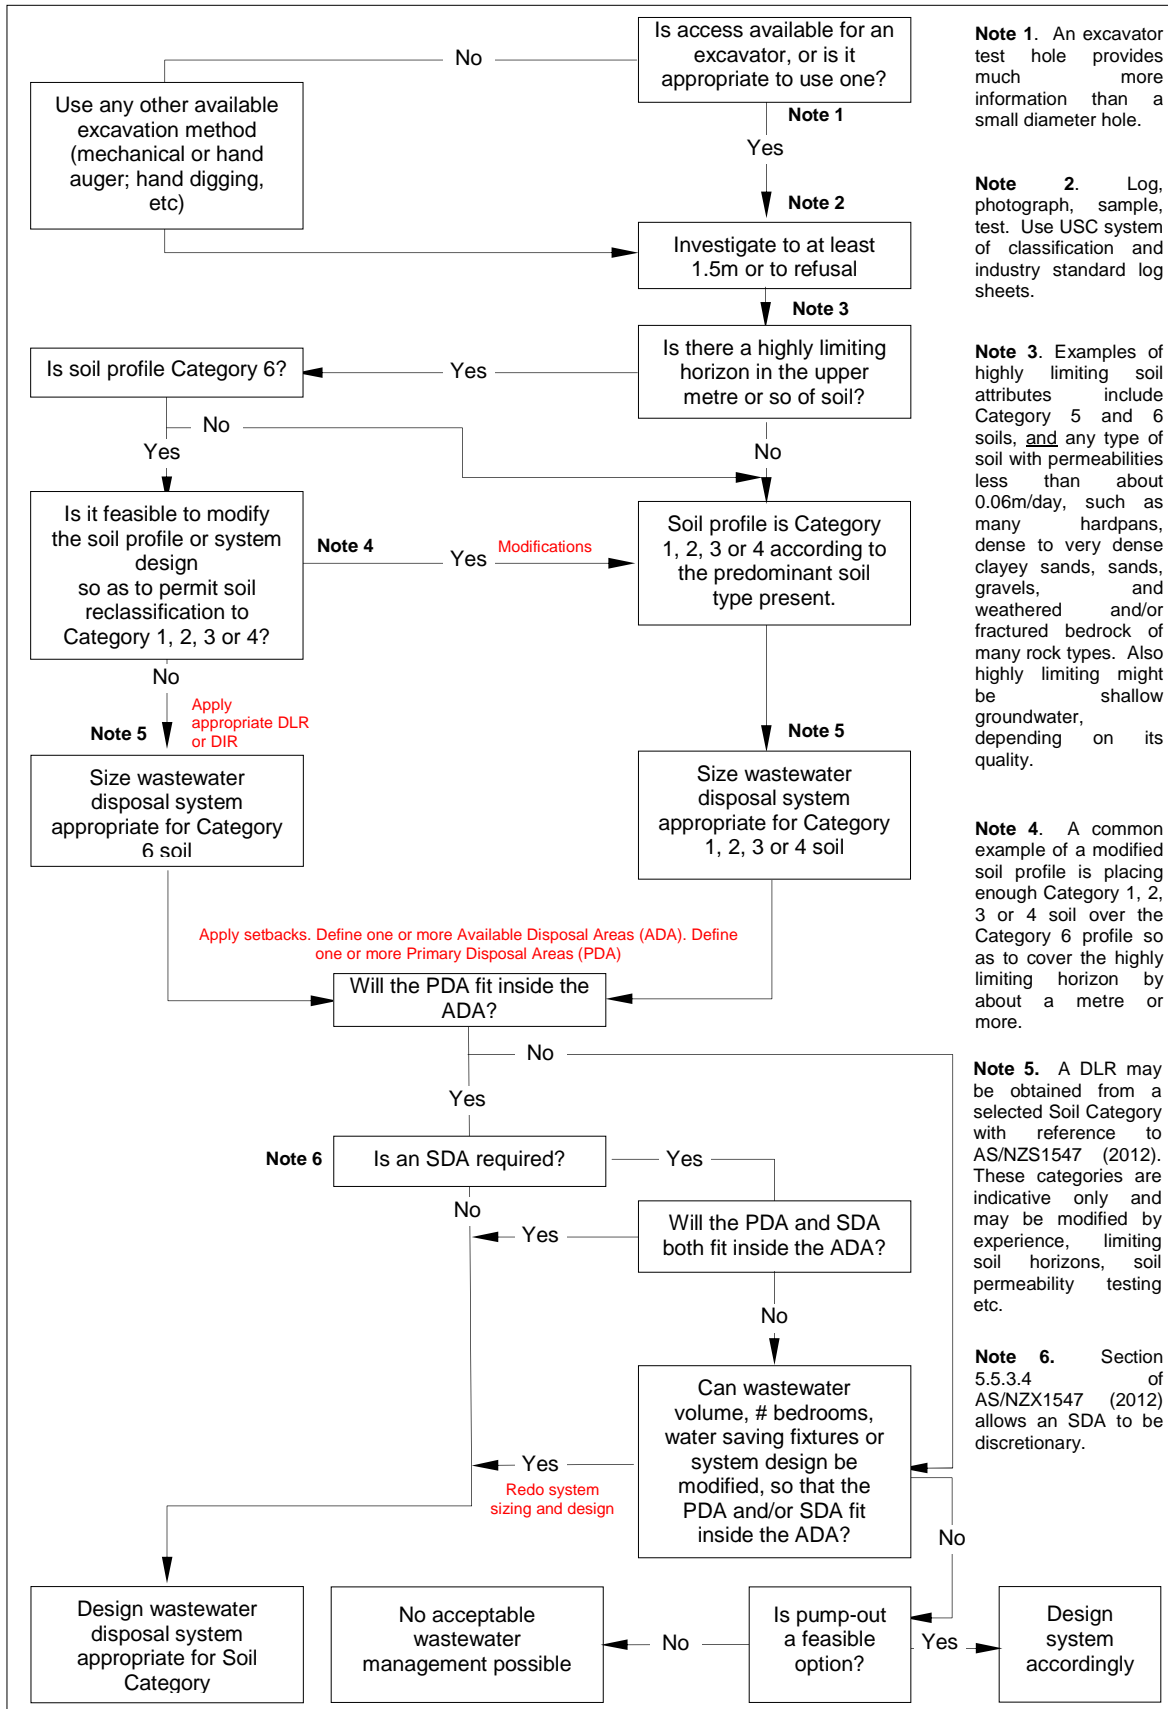 Is access available for an
excavator, or is it
appropriate to use one?
No
Use any other available
excavation method
(mechanical or hand
auger; hand digging,
etc)
Note 1
Yes
Note 2
Investigate to at least
1.5m or to refusal
Note 3
Is there a highly limiting
horizon in the upper
metre or so of soil?
Yes
Is soil profile Category 6?
No
Yes
No
Is it feasible to modify
the soil profile or system
design
so as to permit soil
reclassification to
Category 1, 2, 3 or 4?
Note 4
Yes
Modifications
Soil profile is Category
1, 2, 3 or 4 according to
the predominant soil
type present.
No
Apply
appropriate DLR
or DIR
Note 5
Note 5
Size wastewater
disposal system
appropriate for Category
6 soil
Size wastewater
disposal system
appropriate for Category
1, 2, 3 or 4 soil
Apply setbacks. Define one or more Available Disposal Areas (ADA). Define
one or more Primary Disposal Areas (PDA)
Will the PDA fit inside the
ADA?
No
Yes
Note 6
Is an SDA required?
Yes
No
Will the PDA and SDA
both fit inside the ADA?
Yes
No
Can wastewater
volume, # bedrooms,
water saving fixtures or
system design be
modified, so that the
PDA and/or SDA fit
inside the ADA?
Yes
Redo system
sizing and design
No
Design wastewater
disposal system
appropriate for Soil
Category
No acceptable
wastewater
management possible
No
Is pump-out
a feasible
option?
Yes
Design
system
accordingly
Note 1. An excavator
test hole provides
much more
information than a
small diameter hole.
Note 2. Log,
photograph, sample,
test. Use USC system
of classification and
industry standard log
sheets.
Note 3. Examples of
highly limiting soil
attributes include
Category 5 and 6
soils, and any type of
soil with permeabilities
less than about
0.06m/day, such as
many hardpans,
dense to very dense
clayey sands, sands,
gravels, and
weathered and/or
fractured bedrock of
many rock types. Also
highly limiting might
be shallow
groundwater,
depending on its
quality.
Note 4. A common
example of a modified
soil profile is placing
enough Category 1, 2,
3 or 4 soil over the
Category 6 profile so
as to cover the highly
limiting horizon by
about a metre or
more.
Note 5. A DLR may
be obtained from a
selected Soil Category
with reference to
AS/NZS1547 (2012).
These categories are
indicative only and
may be modified by
experience, limiting
soil horizons, soil
permeability testing
etc.
Note 6. Section
5.5.3.4 of
AS/NZX1547 (2012)
allows an SDA to be
discretionary.